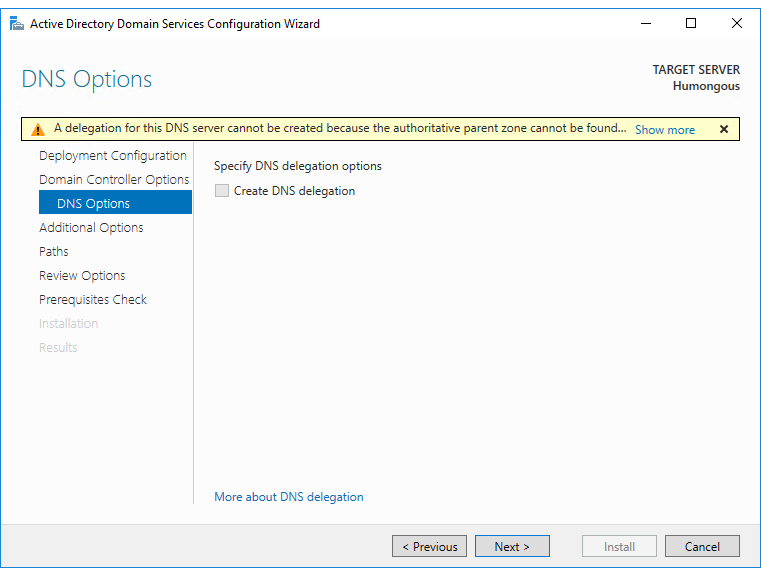 Active Directory Domain Services Configuration Wizard
DNS Options
TARGET SERVER
Humongous
A delegation for this DNS server cannot be created because the authoritative parent zone cannot be found... Show more
Deployment Configuration
Domain Controller Options
DNS Options
Additional Options
Paths
Review Options
Prerequisites Check
Installation
Results
Specify DNS delegation options
Create DNS delegation
More about DNS delegation
< Previous
Next >
Install
Cancel